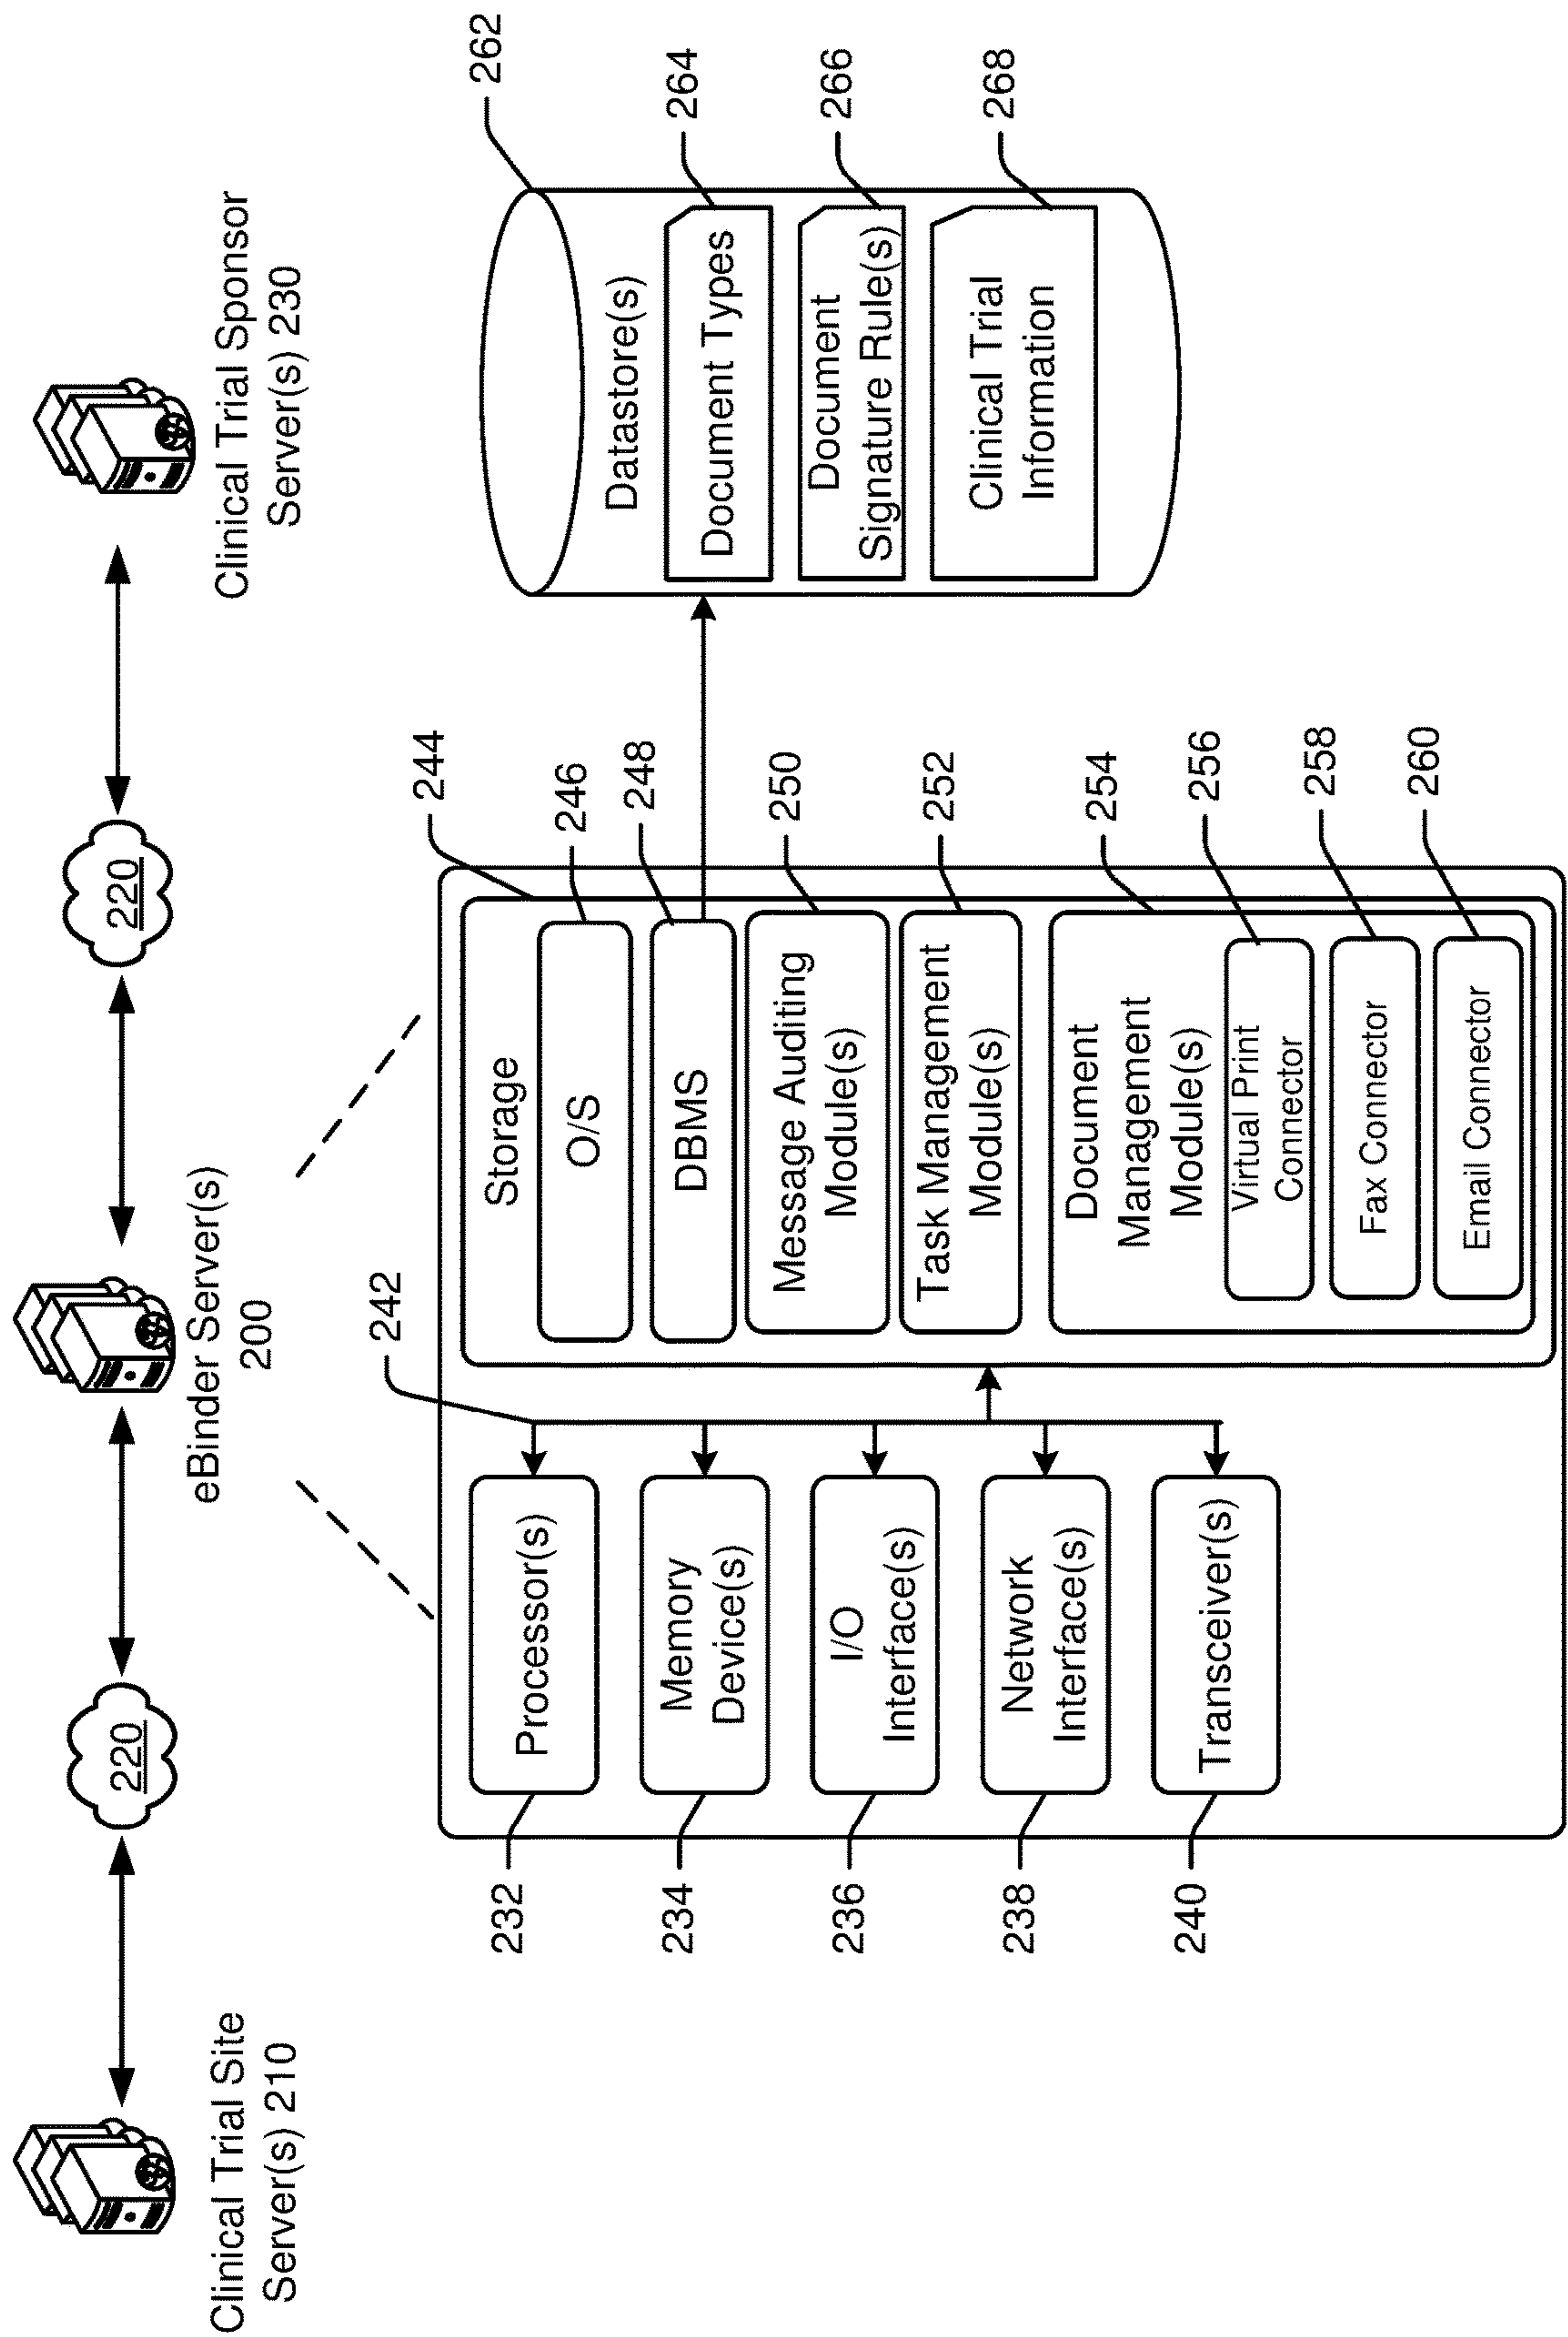 220
220
Clinical Trial Site
Server(s) 210
eBinder Server(s)
200
Clinical Trial Sponsor
Server(s) 230
232
Processor(s)
234
Memory
Device(s)
236
I/O
Interface(s)
238
Network
Interface(s)
240
Transceiver(s)
242
244
Storage
246
O/S
248
DBMS
250
Message Auditing
Module(s)
252
Task Management
Module(s)
254
Document
Management
Module(s)
256
Virtual Print
Connector
258
Fax Connector
260
Email Connector
262
Datastore(s)
264
Document Types
266
Document
Signature Rule(s)
268
Clinical Trial
Information